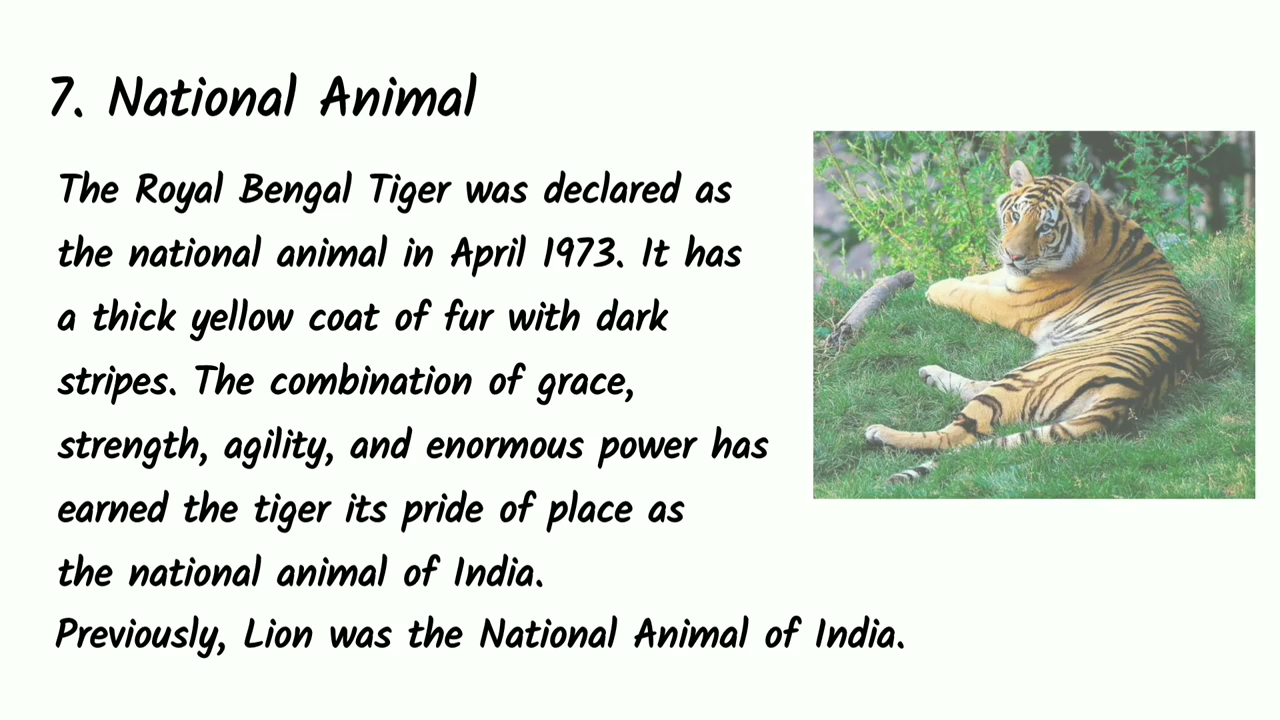 7. National Animal
The Royal Bengal Tiger was declared as
the national animal in April 1973. It has
a thick yellow coat of fur with dark
stripes. The combination of grace,
strength, agility, and enormous power has
earned the tiger its pride of place as
the national animal of India.
Previously, Lion was the National Animal of India.